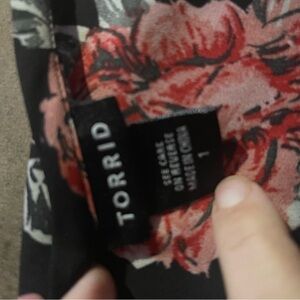 TORRID
SEE CARE
ON REVERSE
MADE IN CHINA
1